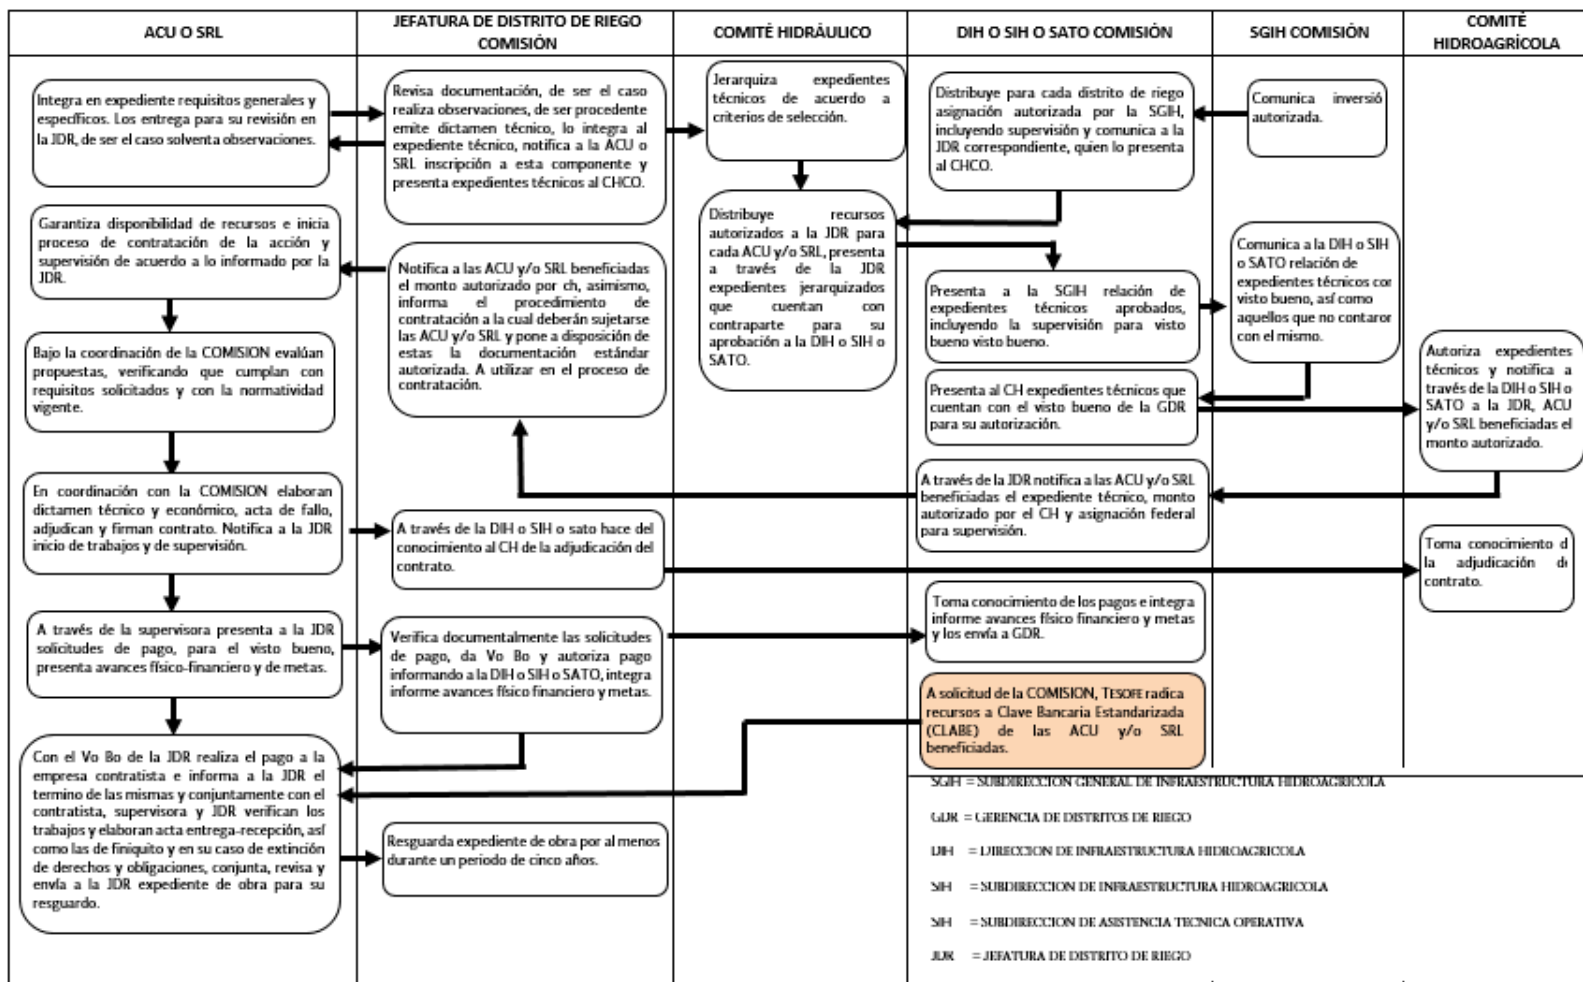 ACU O SRL
JEFATURA DE DISTRITO DE RIEGO
COMISIÓN
COMITÉ HIDRÁULICO
DIH O SIH O SATO COMISIÓN
SGIH COMISIÓN
COMITÉ
HIDROAGRÍCOLA
Integra en expediente requisitos generales y
específicos. Los entrega para su revisión en
la JDR, de ser el caso solventa observaciones.
Revisa documentación, de ser el caso
realiza observaciones, de ser procedente
emite dictamen técnico, lo integra al
expediente técnico, notifica a la ACU o
SRL inscripción a esta componente y
presenta expedientes técnicos al CHCO.
Jerarquiza expedientes
técnicos de acuerdo a
criterios de selección.
Distribuye para cada distrito de riego
asignación autorizada por la SGIH,
incluyendo supervisión y comunica a la
JDR correspondiente, quien lo presenta
al CHCO.
Comunica inversió
autorizada.
Garantiza disponibilidad de recursos e inicia
proceso de contratación de la acción y
supervisión de acuerdo a lo informado por la
JDR.
Notifica a las ACU y/o SRL beneficiadas
el monto autorizado por ch, asimismo,
informa el procedimiento de
contratación a la cual deberán sujetarse
las ACU y/o SRL y pone a disposición de
estas la documentación estándar
autorizada. A utilizar en el proceso de
contratación.
Distribuye recursos
autorizados a la JDR para
cada ACU y/o SRL, presenta
a través de la JDR
expedientes jerarquizados
que cuentan con
contraparte para su
aprobación a la DIH o SIH o
SATO.
Presenta a la SGIH relación de
expedientes técnicos aprobados,
incluyendo la supervisión para visto
bueno visto bueno.
Comunica a la DIH o SIH
o SATO relación de
expedientes técnicos cor
visto bueno, así como
aquellos que no contaror
con el mismo.
Bajo la coordinación de la COMISION evalúan
propuestas, verificando que cumplan con
requisitos solicitados y con la normatividad
vigente.
Presenta al CH expedientes técnicos que
cuentan con el visto bueno de la GDR
para su autorización.
Autoriza expedientes
técnicos y notifica a
través de la DIH o SIH o
SATO a la JDR, ACU
y/o SRL beneficiadas el
monto autorizado.
En coordinación con la COMISION elaboran
dictamen técnico y económico, acta de fallo,
adjudican y firman contrato. Notifica a la JDR
inicio de trabajos y de supervisión.
A través de la DIH o SIH o sato hace del
conocimiento al CH de la adjudicación del
contrato.
A través de la JDR notifica a las ACU y/o SRL
beneficiadas el expediente técnico, monto
autorizado por el CH y asignación federal
para supervisión.
Toma conocimiento d
la adjudicación de
contrato.
A través de la supervisora presenta a la JDR
solicitudes de pago, para el visto bueno,
presenta avances físico-financiero y de metas.
Verifica documentalmente las solicitudes
de pago, da Vo Bo y autoriza pago
informando a la DIH o SIH o SATO, integra
informe avances físico financiero y metas.
Toma conocimiento de los pagos e integra
informe avances físico financiero y metas
y los envía a GDR.
A solicitud de la COMISION, TESOFE radica
recursos a Clave Bancaria Estandarizada
(CLABE) de las ACU y/o SRL
beneficiadas.
Con el Vo Bo de la JDR realiza el pago a la
empresa contratista e informa a la JDR el
termino de las mismas y conjuntamente con el
contratista, supervisora y JDR verifican los
trabajos y elaboran acta entrega-recepción, así
como las de finiquito y en su caso de extinción
de derechos y obligaciones, conjunta, revisa y
envía a la JDR expediente de obra para su
resguardo.
Resguarda expediente de obra por al menos
durante un periodo de cinco años.
SGIH = SUBDIRECCION GENERAL DE INFRAESTRUCTURA HIDROAGRICOLA
GDR = GERENCIA DE DISTRITOS DE RIEGO
DIH = DIRECCION DE INFRAESTRUCTURA HIDROAGRICOLA
SIH = SUBDIRECCION DE INFRAESTRUCTURA HIDROAGRICOLA
SIH = SUBDIRECCION DE ASISTENCIA TECNICA OPERATIVA
JDR = JEFATURA DE DISTRITO DE RIEGO